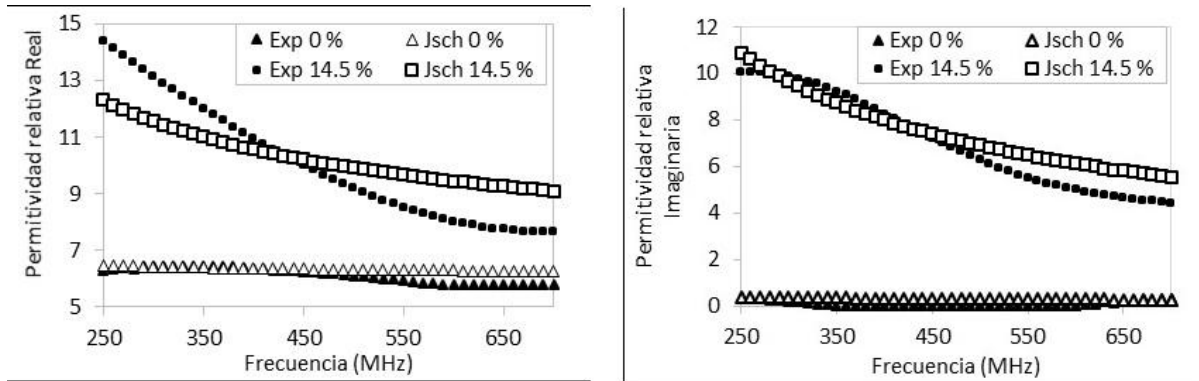 15
13
11
9
7
5
Permitividad relativa Real
▲ Exp 0 % △ Jsch 0 %
● Exp 14.5 % □ Jsch 14.5 %
250 350 450 550 650
Frecuencia (MHz)
12
10
8
6
4
2
0
Permitividad relativa
Imaginaria
▲ Exp 0 % △ Jsch 0 %
● Exp 14.5 % □ Jsch 14.5 %
250 350 450 550 650
Frecuencia (MHz)